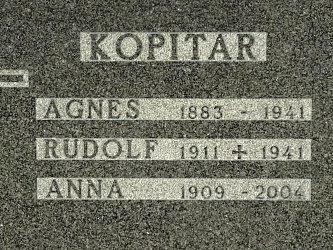 KOPITAR
AGNES 1883 - 1941
RUDOLF 1911 ✝ 1941
ANNA 1909 - 2004